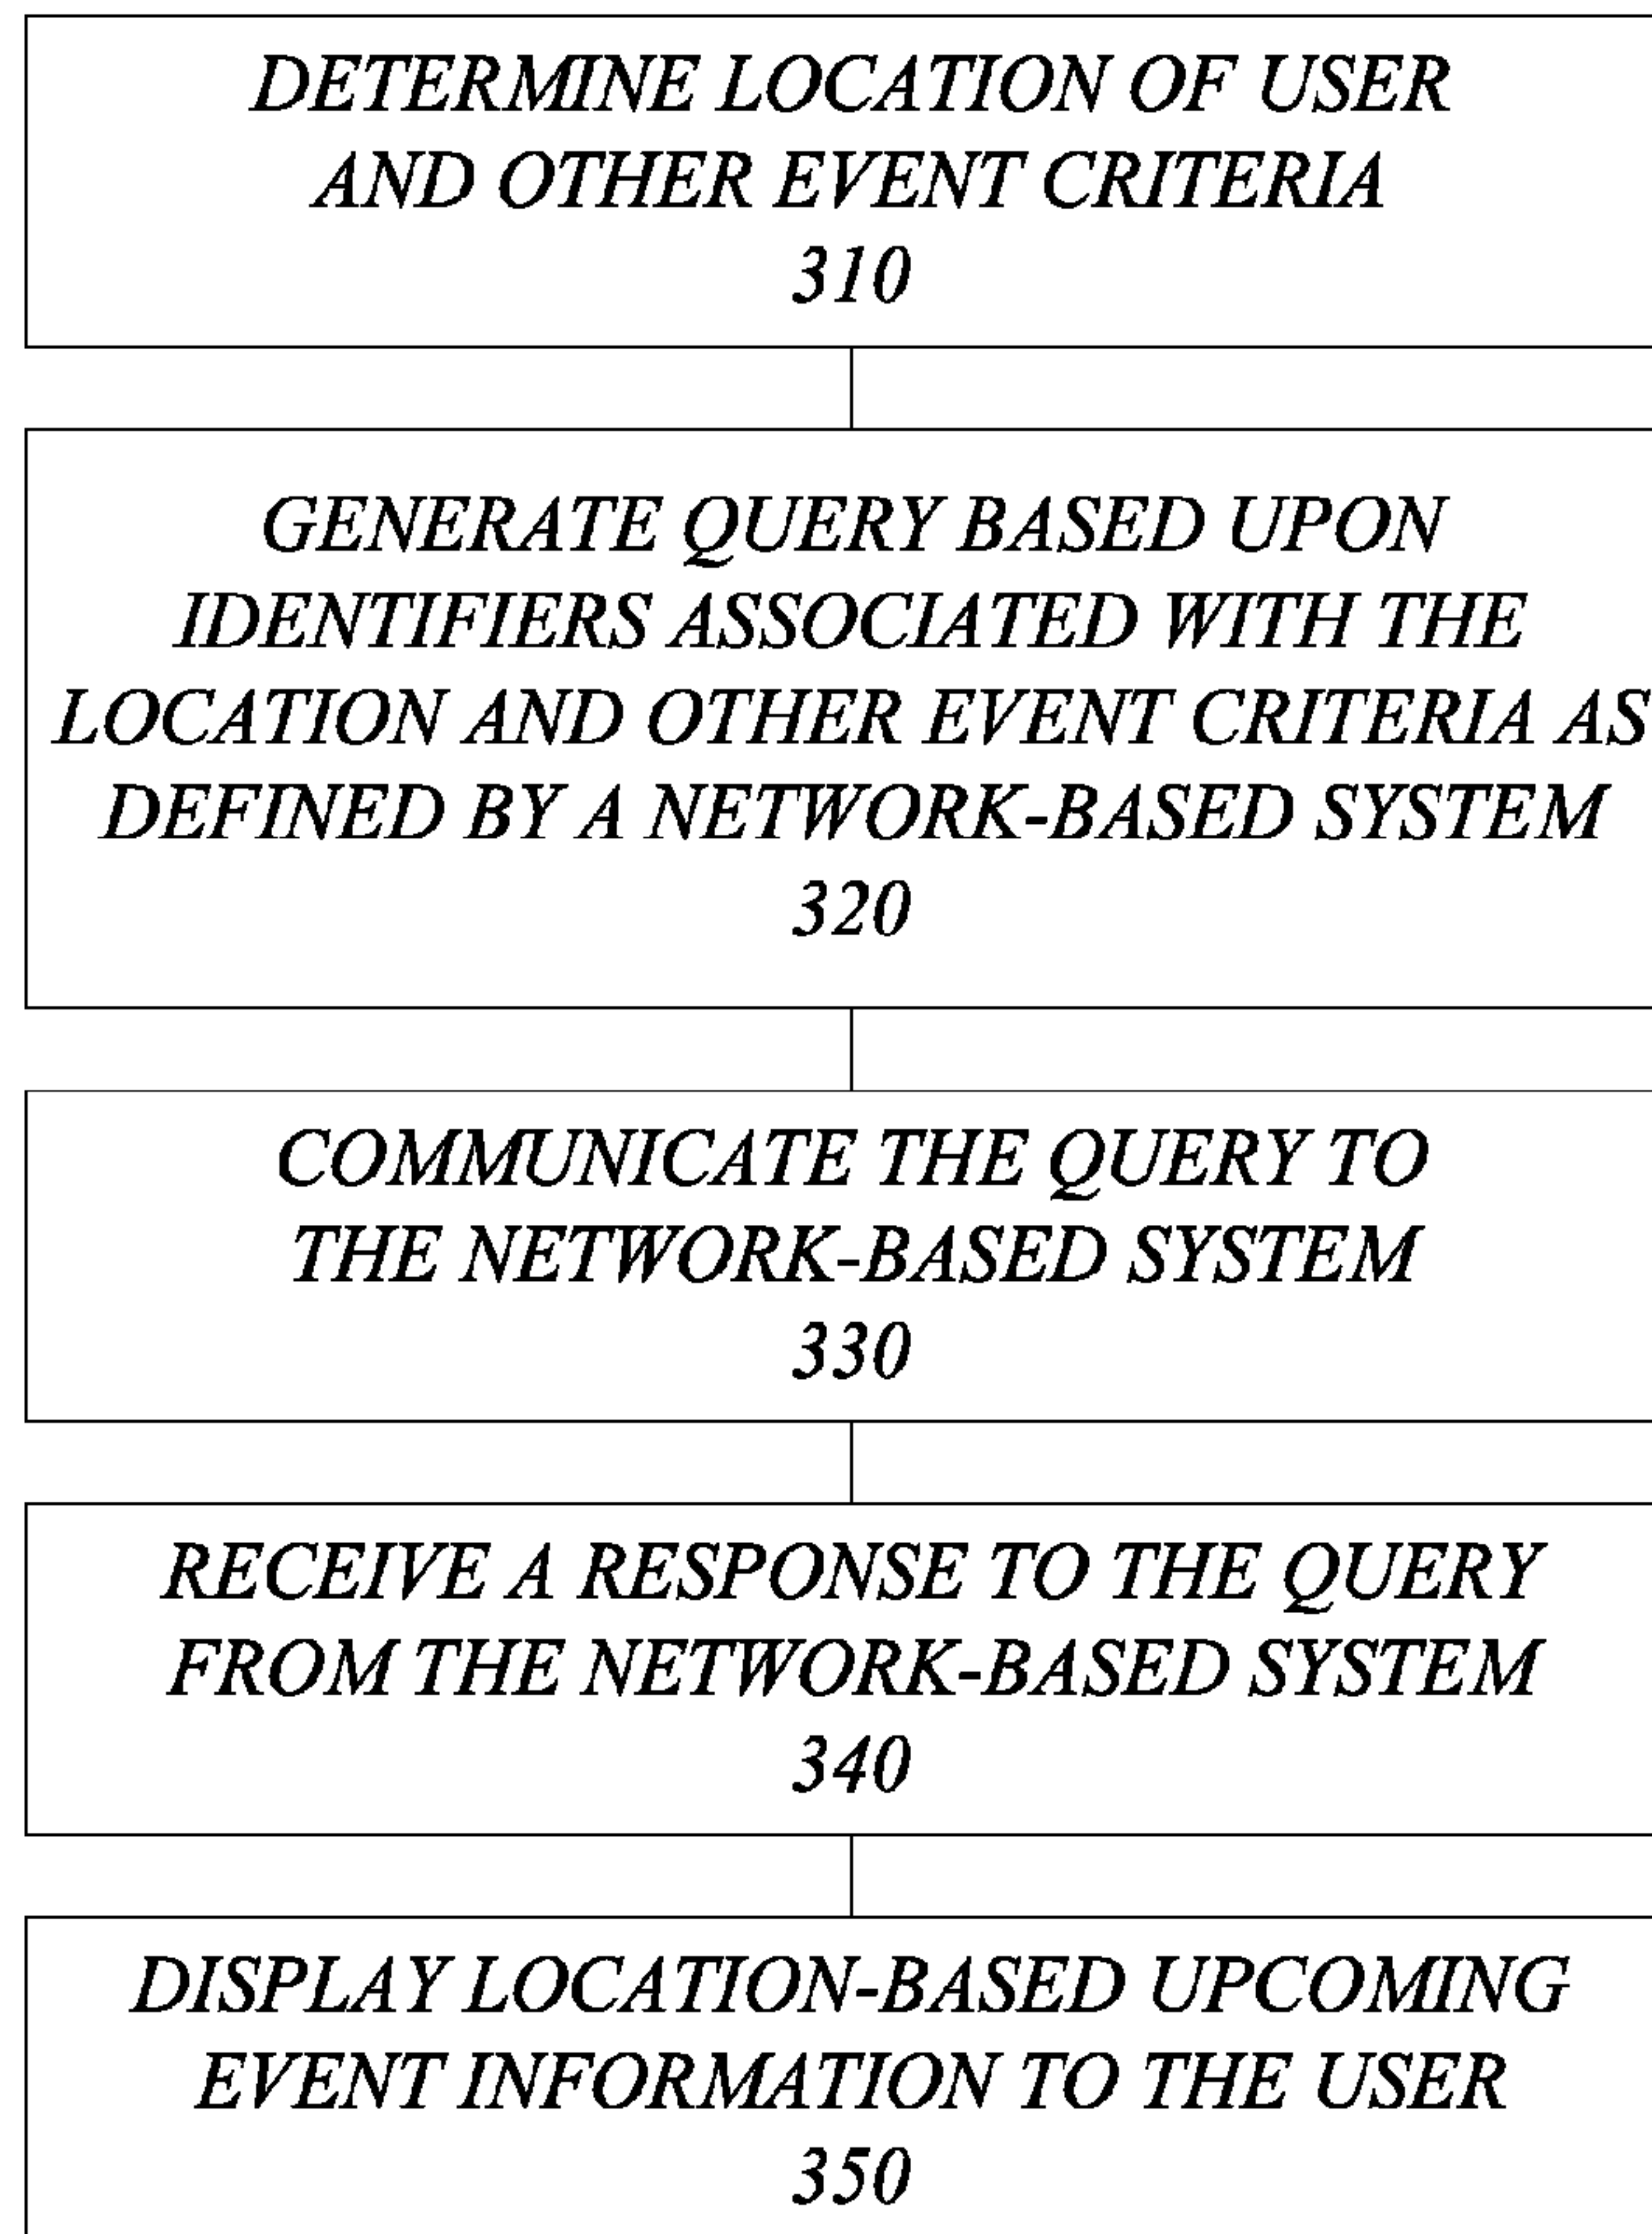 DETERMINE LOCATION OF USER
AND OTHER EVENT CRITERIA
310
GENERATE QUERY BASED UPON
IDENTIFIERS ASSOCIATED WITH THE
LOCATION AND OTHER EVENT CRITERIA AS
DEFINED BY A NETWORK-BASED SYSTEM
320
COMMUNICATE THE QUERY TO
THE NETWORK-BASED SYSTEM
330
RECEIVE A RESPONSE TO THE QUERY
FROM THE NETWORK-BASED SYSTEM
340
DISPLAY LOCATION-BASED UPCOMING
EVENT INFORMATION TO THE USER
350